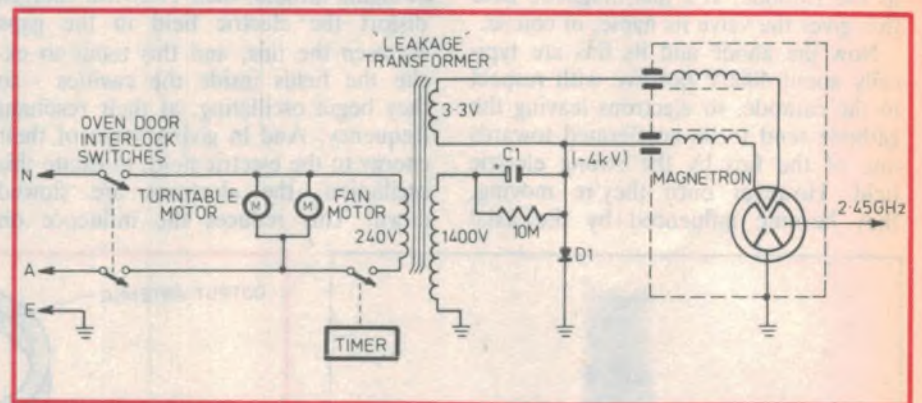 "LEAKAGE"
TRANSFORMER
OVEN DOOR
INTERLOCK
SWITCHES
3·3V
C1
(-4kV)
MAGNETRON
N
TURNTABLE
MOTOR
M
M
FAN
MOTOR
240V
1400V
10M
2·45GHz
D1
A
E
TIMER